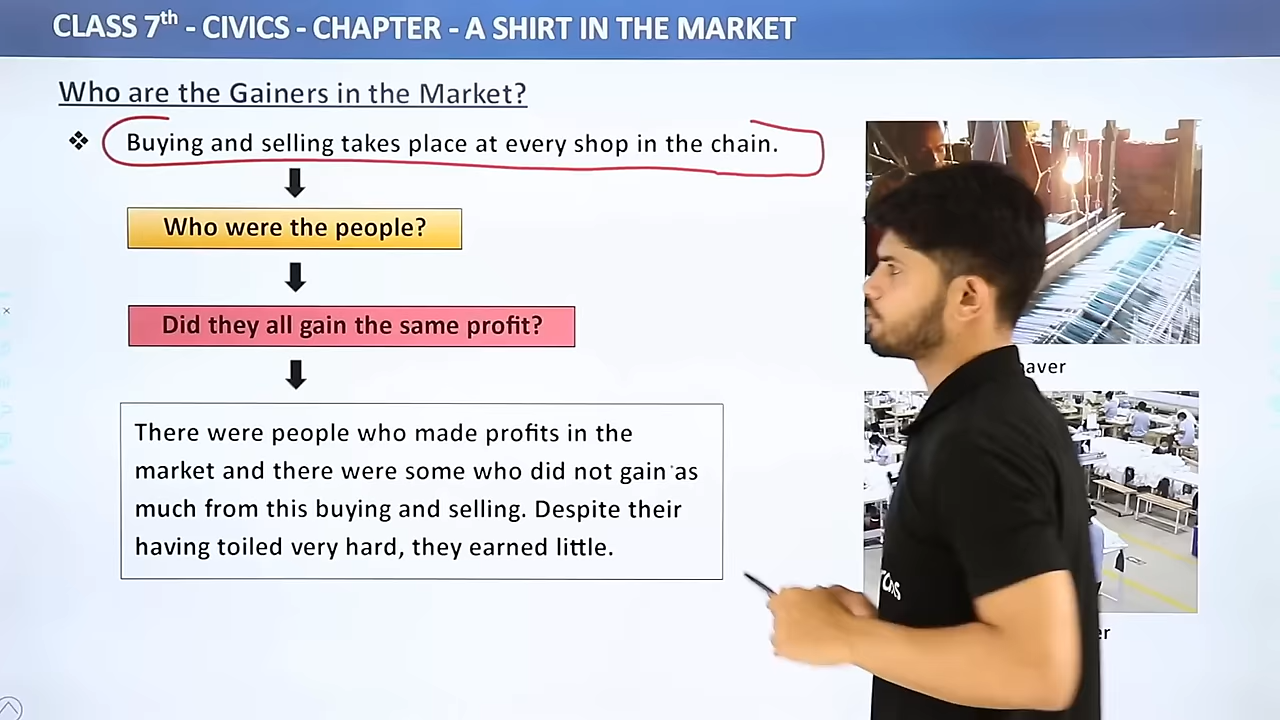 CLASS 7th - CIVICS - CHAPTER - A SHIRT IN THE MARKET
Who are the Gainers in the Market?
❖ Buying and selling takes place at every shop in the chain.
Who were the people?
Did they all gain the same profit?
There were people who made profits in the
market and there were some who did not gain as
much from this buying and selling. Despite their
having toiled very hard, they earned little.